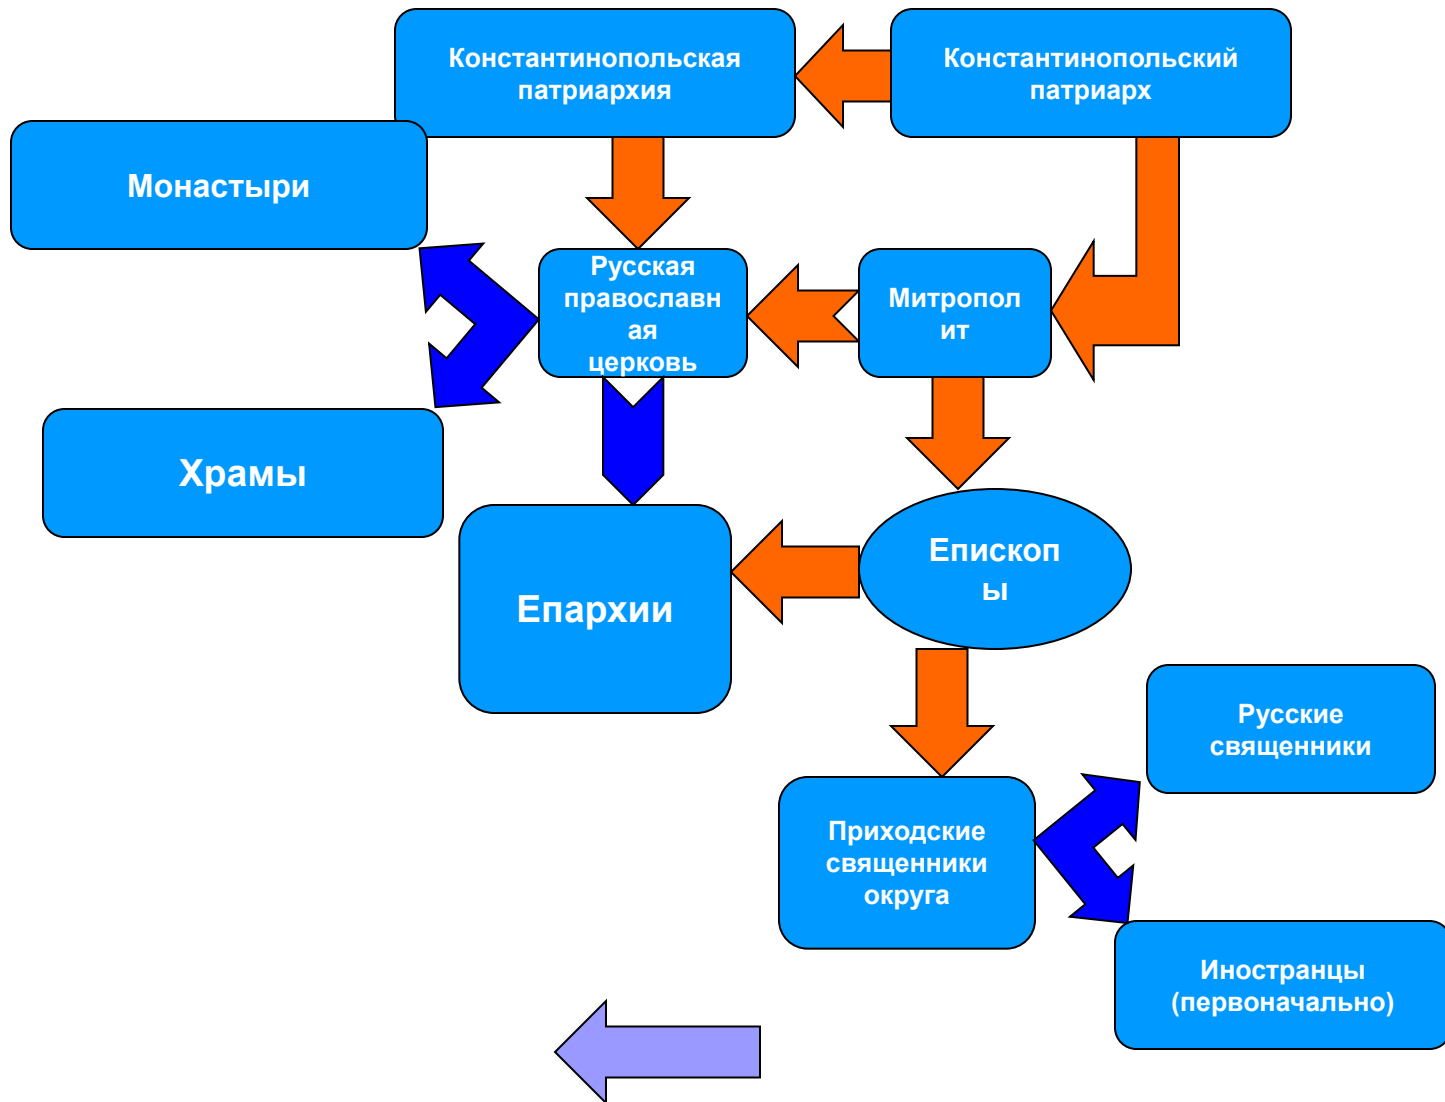 Константинопольская
патриархия
Константинопольский
патриарх
Монастыри
Русская
православн
ая
церковь
Митропол
ит
Храмы
Епископ
ы
Епархии
Русские
священники
Приходские
священники
округа
Иностранцы
(первоначально)